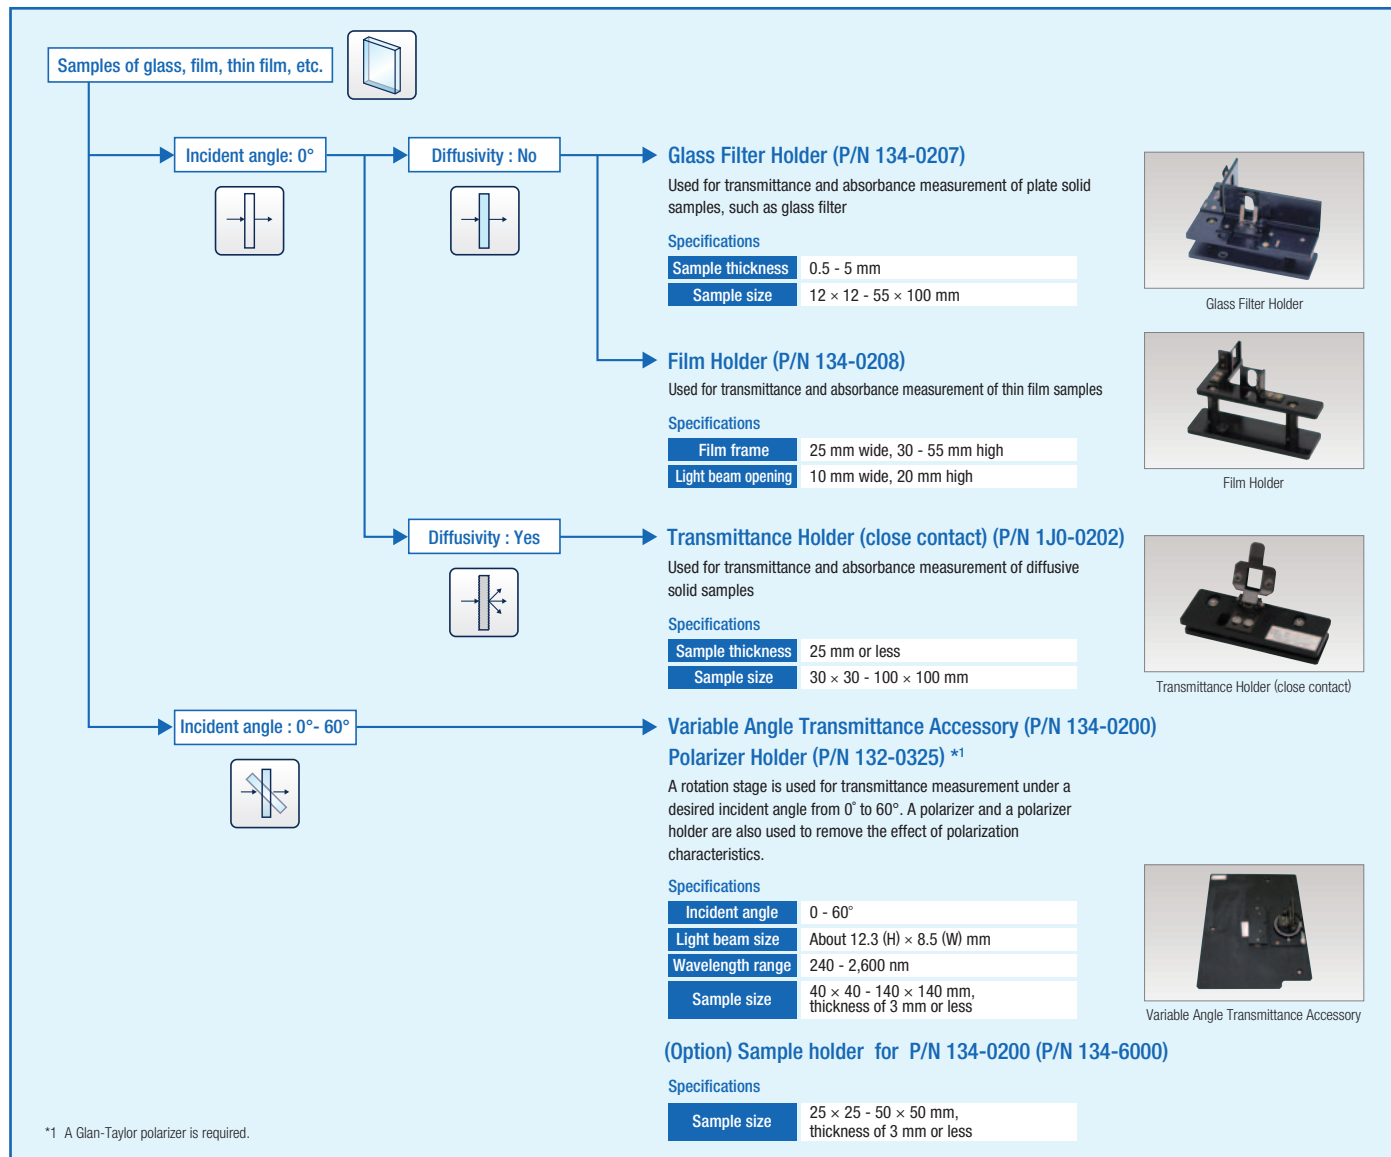 Samples of glass, film, thin film, etc.
Incident angle: 0°
Diffusivity : No
Glass Filter Holder (P/N 134-0207)
Used for transmittance and absorbance measurement of plate solid
samples, such as glass filter
Specifications
Sample thickness 0.5 - 5 mm
Sample size 12 × 12 - 55 × 100 mm
Glass Filter Holder
Film Holder (P/N 134-0208)
Used for transmittance and absorbance measurement of thin film samples
Specifications
Film frame 25 mm wide, 30 - 55 mm high
Light beam opening 10 mm wide, 20 mm high
Film Holder
Diffusivity : Yes
Transmittance Holder (close contact) (P/N 1J0-0202)
Used for transmittance and absorbance measurement of diffusive
solid samples
Specifications
Sample thickness 25 mm or less
Sample size 30 × 30 - 100 × 100 mm
Transmittance Holder (close contact)
Incident angle : 0°- 60°
Variable Angle Transmittance Accessory (P/N 134-0200)
Polarizer Holder (P/N 132-0325) *1
A rotation stage is used for transmittance measurement under a
desired incident angle from 0˚ to 60°. A polarizer and a polarizer
holder are also used to remove the effect of polarization
characteristics.
Specifications
Incident angle 0 - 60˚
Light beam size About 12.3 (H) × 8.5 (W) mm
Wavelength range 240 - 2,600 nm
Sample size 40 × 40 - 140 × 140 mm,
thickness of 3 mm or less
Variable Angle Transmittance Accessory
(Option) Sample holder for P/N 134-0200 (P/N 134-6000)
Specifications
Sample size 25 × 25 - 50 × 50 mm,
thickness of 3 mm or less
*1 A Glan-Taylor polarizer is required.